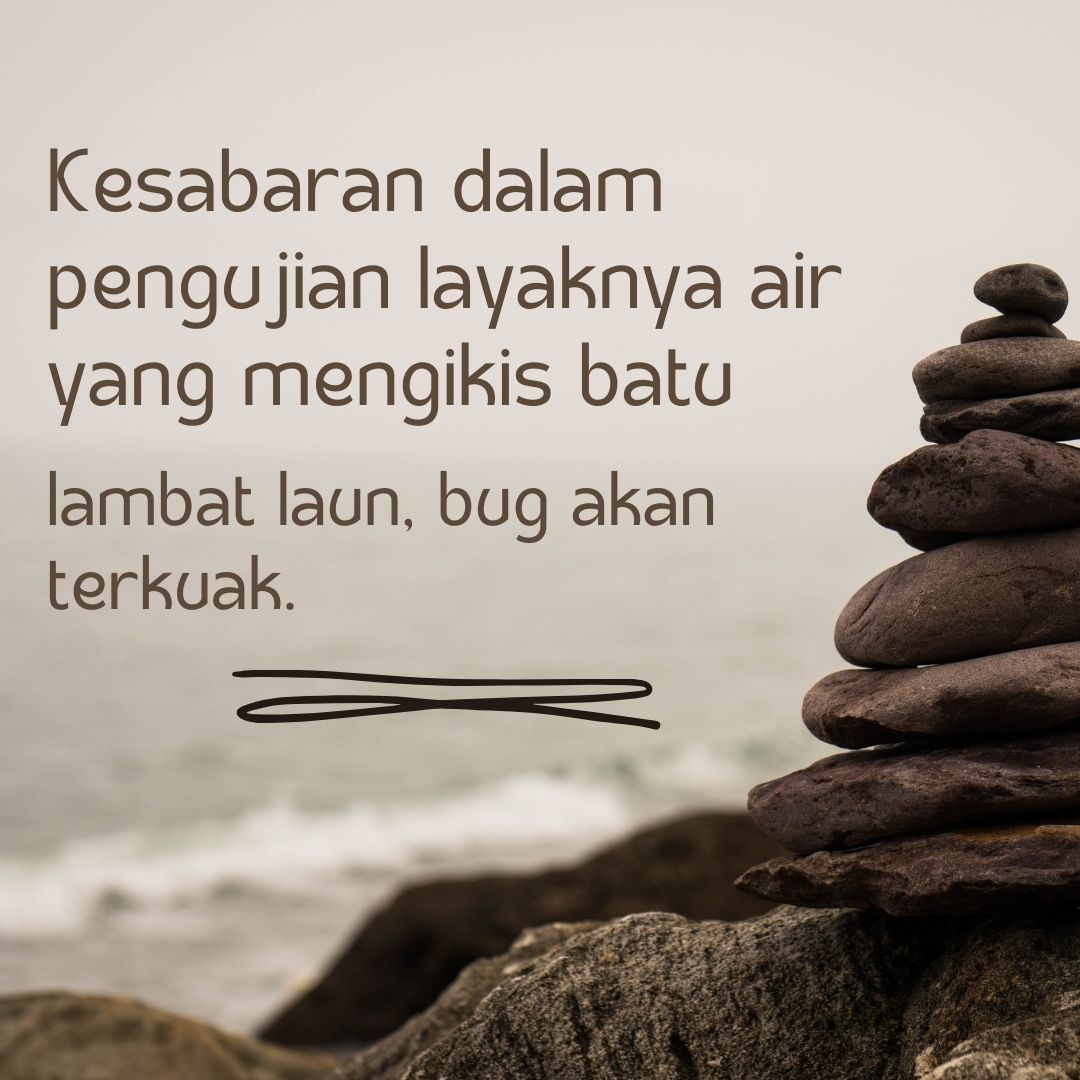 Kesabaran dalam
pengujian layaknya air
yang mengikis batu
lambat laun, bug akan
terkuak.